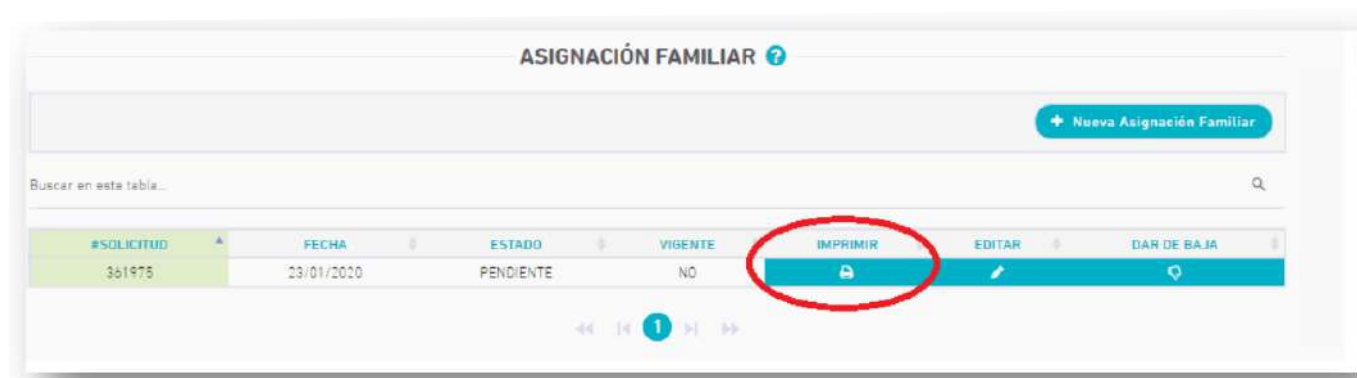 ASIGNACIÓN FAMILIAR ?
+ Nueva Asignación Familiar
Buscar en esta tabla...
#SOLICITUD FECHA ESTADO VIGENTE IMPRIMIR EDITAR DAR DE BAJA
361975 23/01/2020 PENDIENTE NO
1